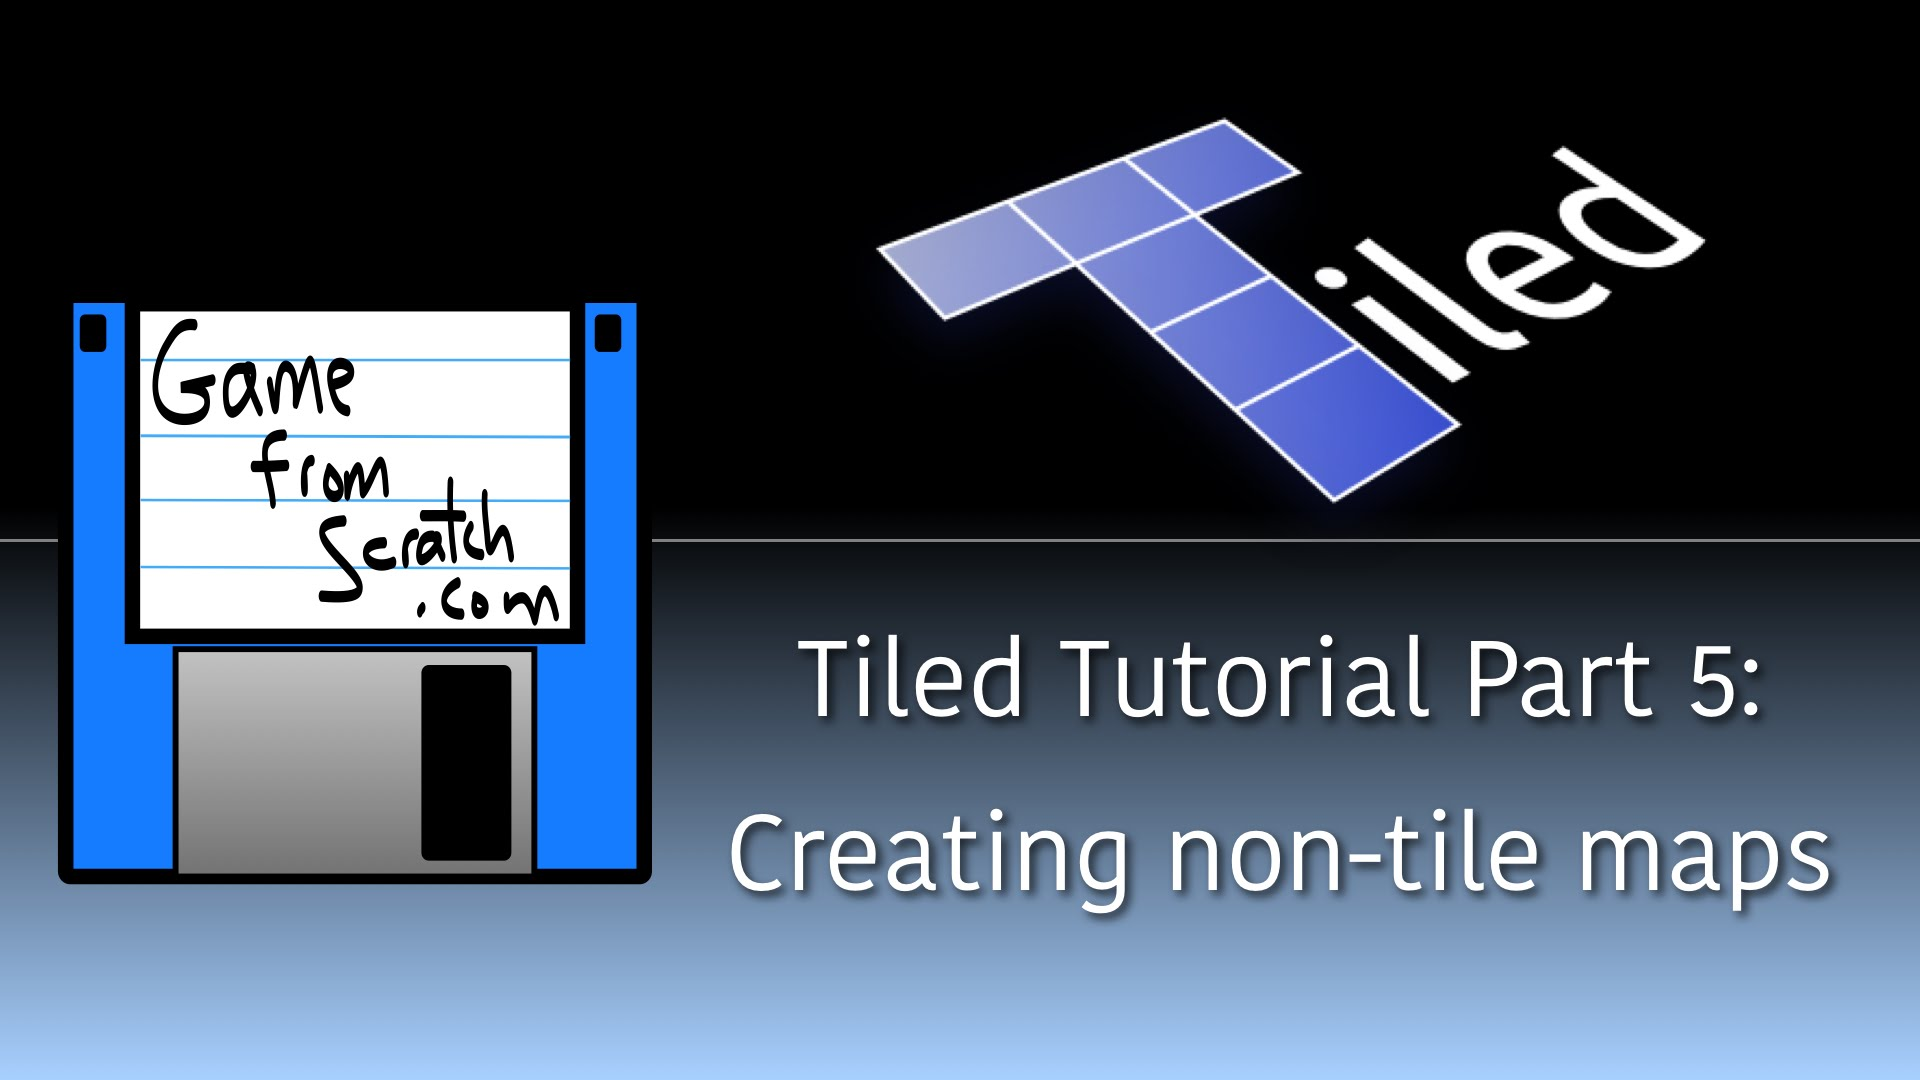 Game
from
Scratch
.com
Tiled
Tiled Tutorial Part 5:
Creating non-tile maps